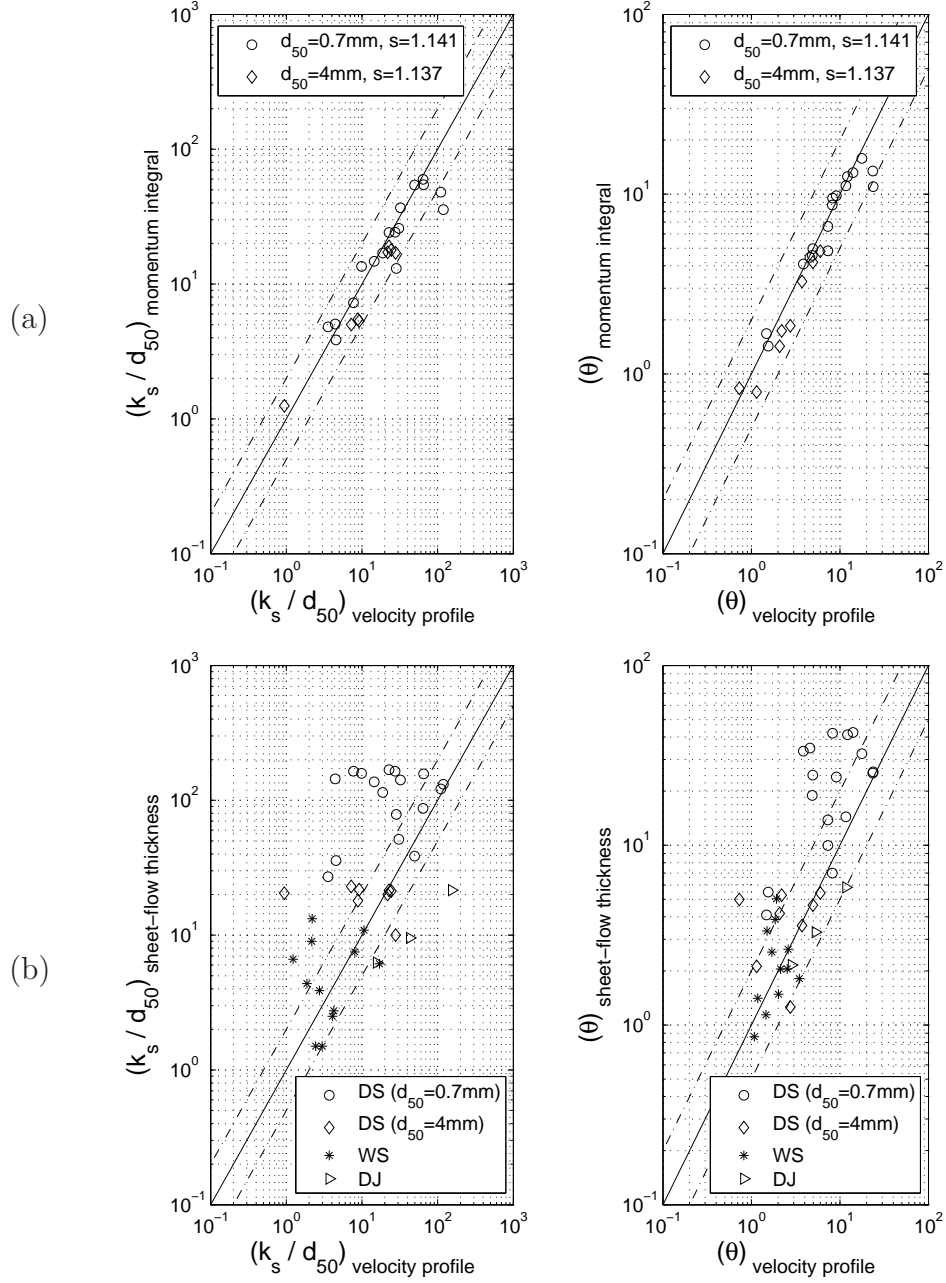 (a)
10^3
10^2
10^1
10^0
10^-1
(k_s / d_50) momentum integral
d_50=0.7mm, s=1.141
d_50=4mm, s=1.137
10^-1 10^0 10^1 10^2 10^3
(k_s / d_50) velocity profile
10^2
10^1
10^0
10^-1
(θ) momentum integral
d_50=0.7mm, s=1.141
d_50=4mm, s=1.137
10^-1 10^0 10^1 10^2
(θ) velocity profile
(b)
10^3
10^2
10^1
10^0
10^-1
(k_s / d_50) sheet-flow thickness
DS (d_50=0.7mm)
DS (d_50=4mm)
WS
DJ
10^-1 10^0 10^1 10^2 10^3
(k_s / d_50) velocity profile
10^2
10^1
10^0
10^-1
(θ) sheet-flow thickness
DS (d_50=0.7mm)
DS (d_50=4mm)
WS
DJ
10^-1 10^0 10^1 10^2
(θ) velocity profile